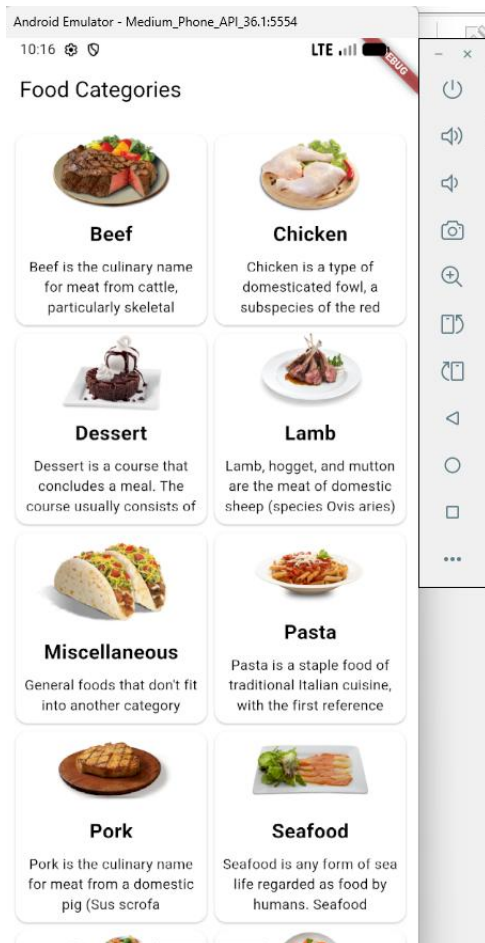 Android Emulator - Medium_Phone_API_36.1:5554
10:16
LTE
DEBUG
Food Categories
Beef
Beef is the culinary name
for meat from cattle,
particularly skeletal
Chicken
Chicken is a type of
domesticated fowl, a
subspecies of the red
Dessert
Dessert is a course that
concludes a meal. The
course usually consists of
Lamb
Lamb, hogget, and mutton
are the meat of domestic
sheep (species Ovis aries)
Miscellaneous
General foods that don't fit
into another category
Pasta
Pasta is a staple food of
traditional Italian cuisine,
with the first reference
Pork
Pork is the culinary name
for meat from a domestic
pig (Sus scrofa
Seafood
Seafood is any form of sea
life regarded as food by
humans. Seafood